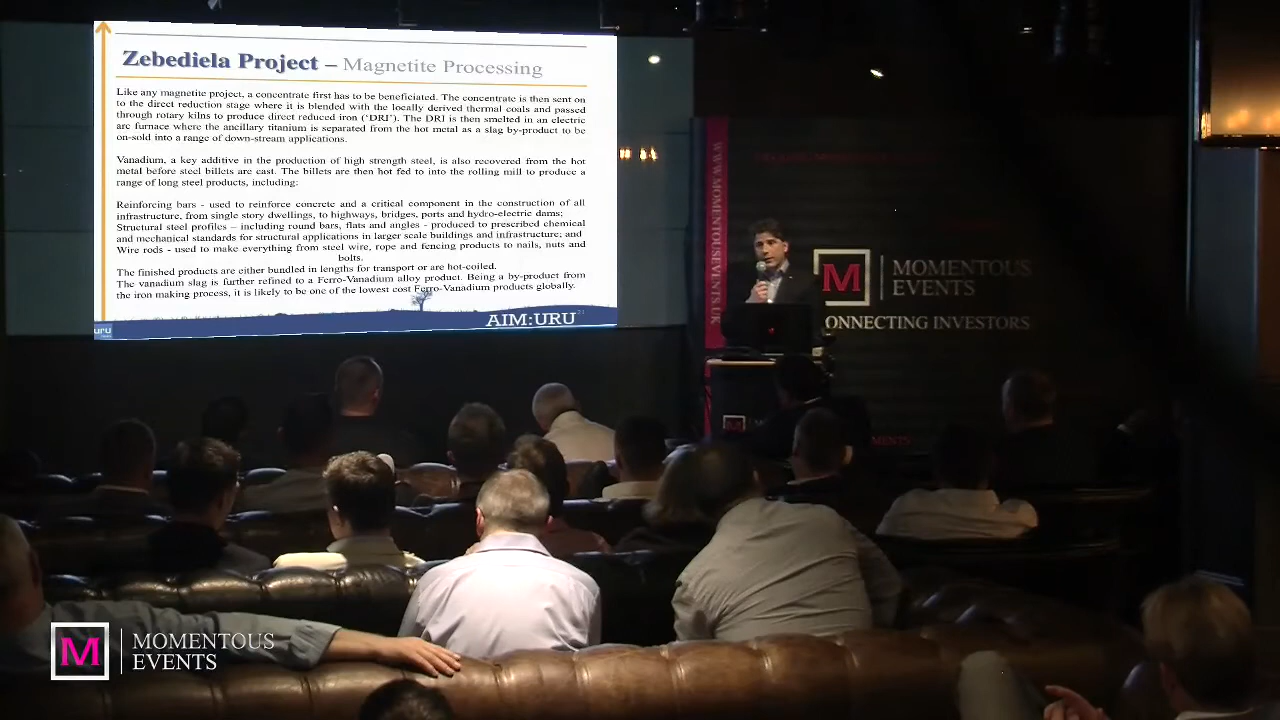 Zebediela Project – Magnetite Processing
Like any magnetite project, a concentrate first has to be beneficiated. The concentrate is then sent on
to the direct reduction stage where it is blended with the locally derived thermal coals and passed
through rotary kilns to produce direct reduced iron ('DRI'). The DRI is then smelted in an electric
arc furnace where the ancillary titanium is separated from the hot metal as a slag by-product to be
on-sold into a range of down-stream applications.
Vanadium, a key additive in the production of high strength steel, is also recovered from the hot
metal before steel billets are cast. The billets are then hot fed to into the rolling mill to produce a
range of long steel products, including:
Reinforcing bars - used to reinforce concrete and a critical component in the construction of all
infrastructure, from single story dwellings, to highways, bridges, ports and hydro-electric dams;
Structural steel profiles – including round bars, flats and angles - produced to prescribed chemical
and mechanical standards for structural applications in larger scale buildings and infrastructure; and
Wire rods - used to make everything from steel wire, rope and fencing products to nails, nuts and
bolts.
The finished products are either bundled in lengths for transport or are hot-coiled.
The vanadium slag is further refined to a Ferro-Vanadium alloy product. Being a by-product from
the iron making process, it is likely to be one of the lowest cost Ferro-Vanadium products globally.
uru
AIM:URU
WWW.MOMENTOUSEVENTS.UK
M
MOMENTOUS
EVENTS
ONNECTING INVESTORS
M
M
MOMENTOUS
EVENTS